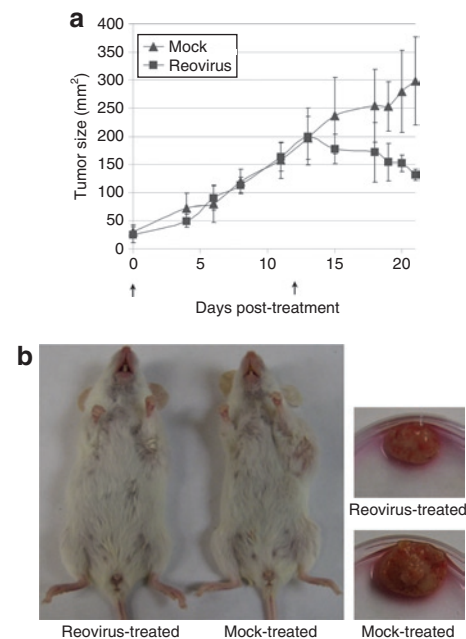 a
Mock
Reovirus
Tumor size (mm²)
400
350
300
250
200
150
100
50
0
0 5 10 15 20
Days post-treatment
b
Reovirus-treated
Mock-treated
Reovirus-treated Mock-treated